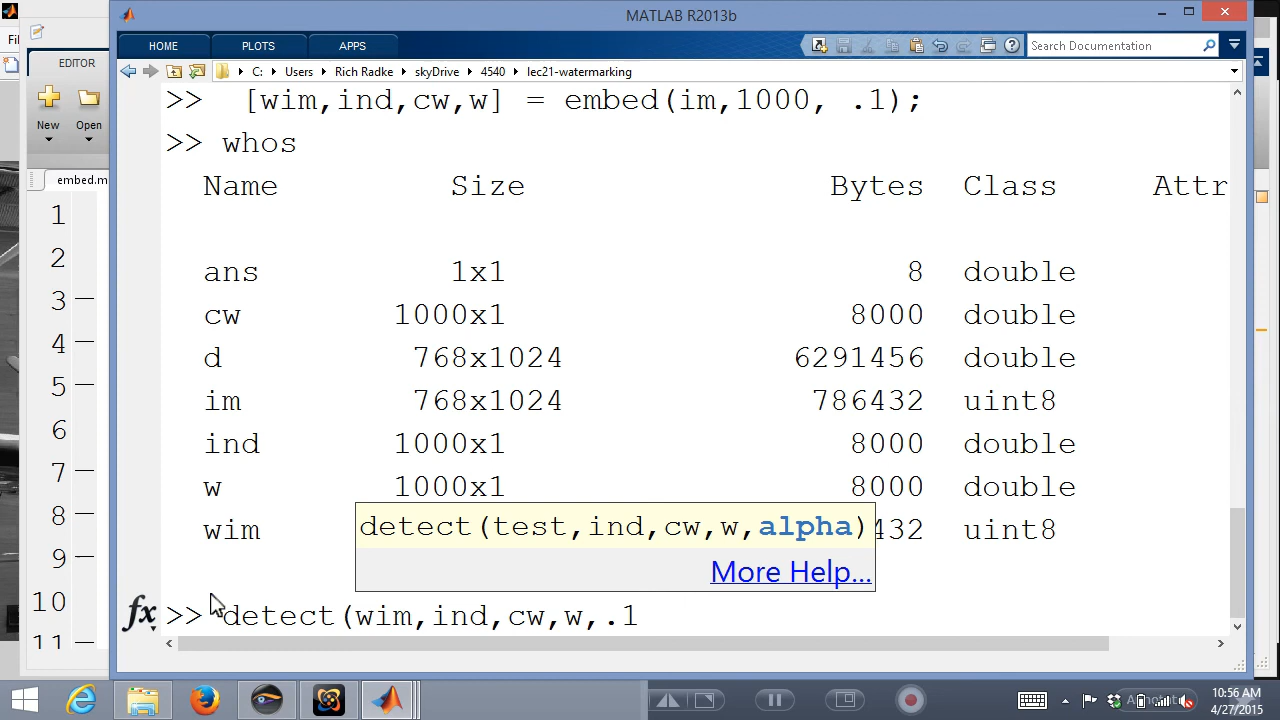 MATLAB R2013b
HOME PLOTS APPS
Search Documentation
C: Users Rich Radke skyDrive 4540 lec21-watermarking
Fil
EDITOR
New Open
embed.m
1
2
3
4
5
6
7
8
9
10
11
>> [wim,ind,cw,w] = embed(im,1000, .1);
>> whos
Name Size Bytes Class Attr
ans 1x1 8 double
cw 1000x1 8000 double
d 768x1024 6291456 double
im 768x1024 786432 uint8
ind 1000x1 8000 double
w 1000x1 8000 double
wim 432 uint8
detect(test,ind,cw,w,alpha)
More Help...
fx >> detect(wim,ind,cw,w,.1
10:56 AM
4/27/2015